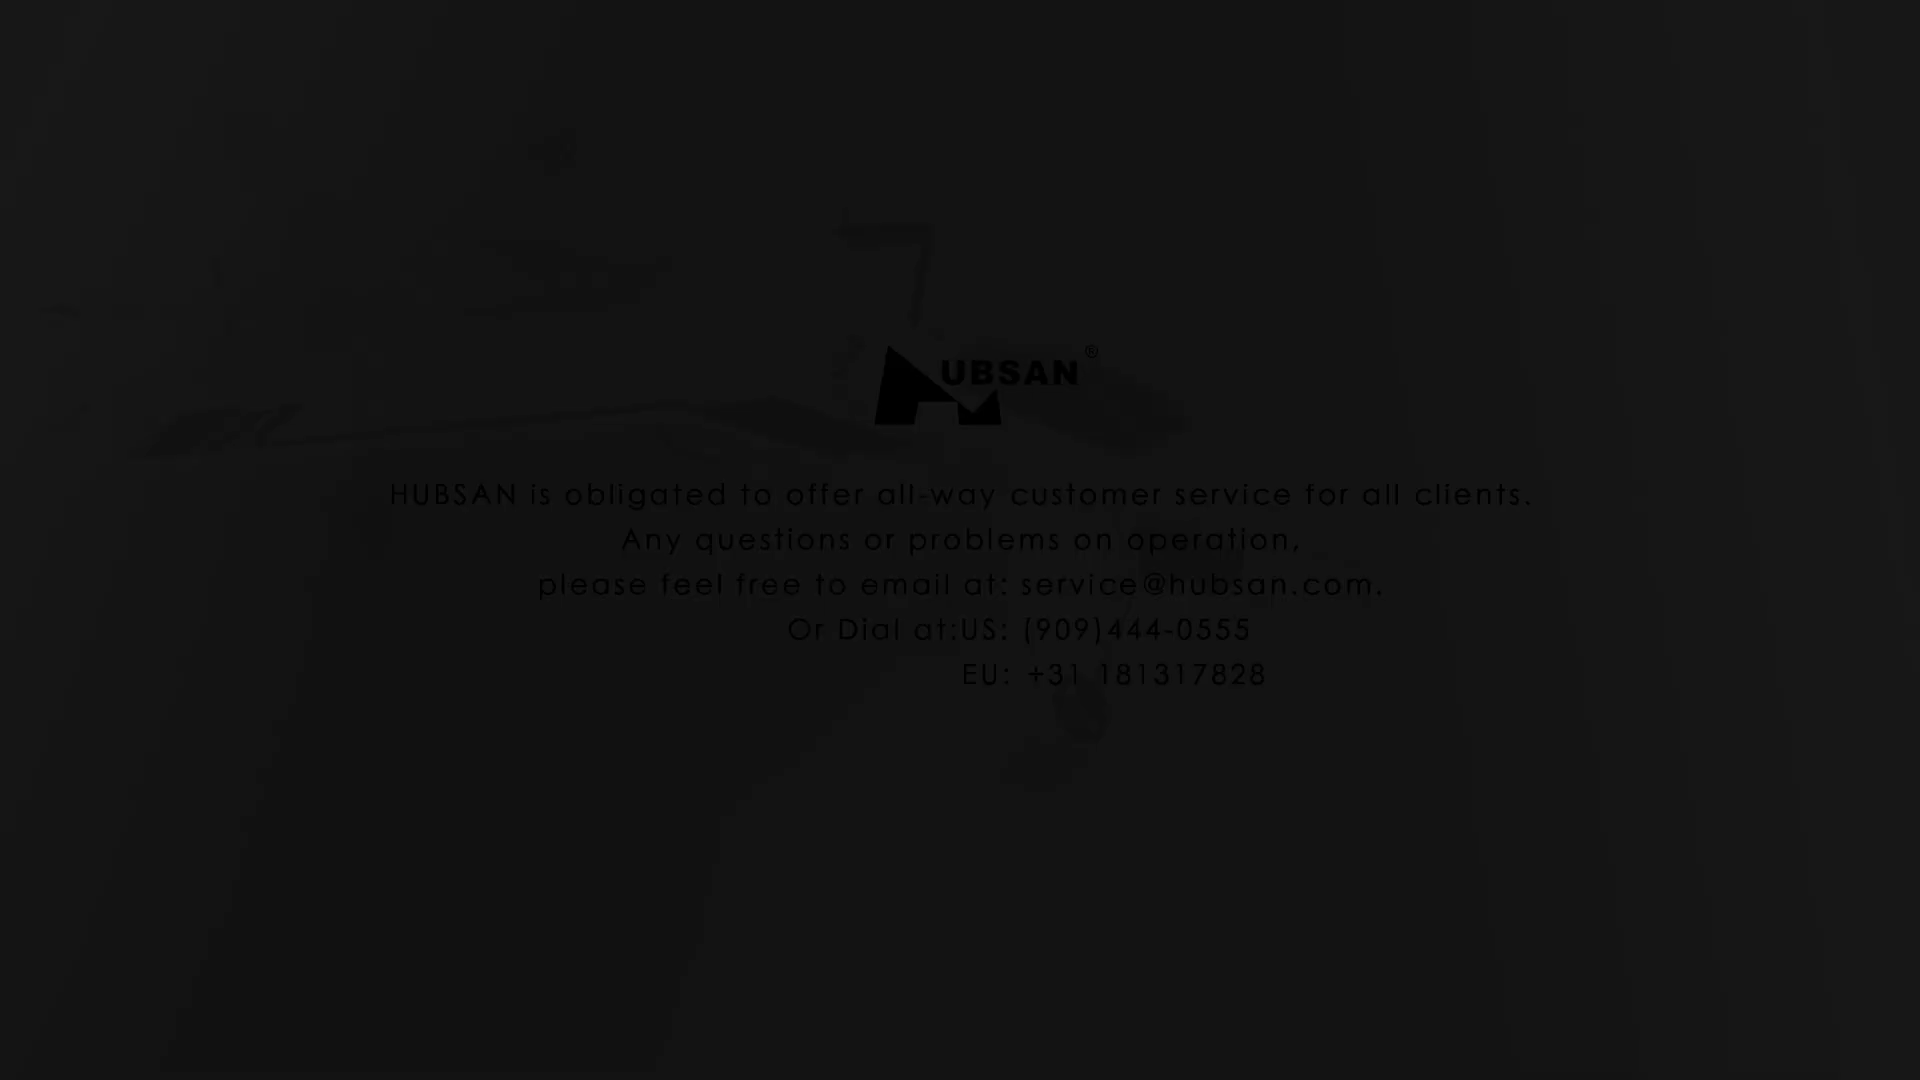 HUBSAN®
HUBSAN is obligated to offer all-way customer service for all clients.
Any questions or problems on operation,
please feel free to email at: service@hubsan.com.
Or Dial at:US: (909)444-0555
EU: +31 181317828